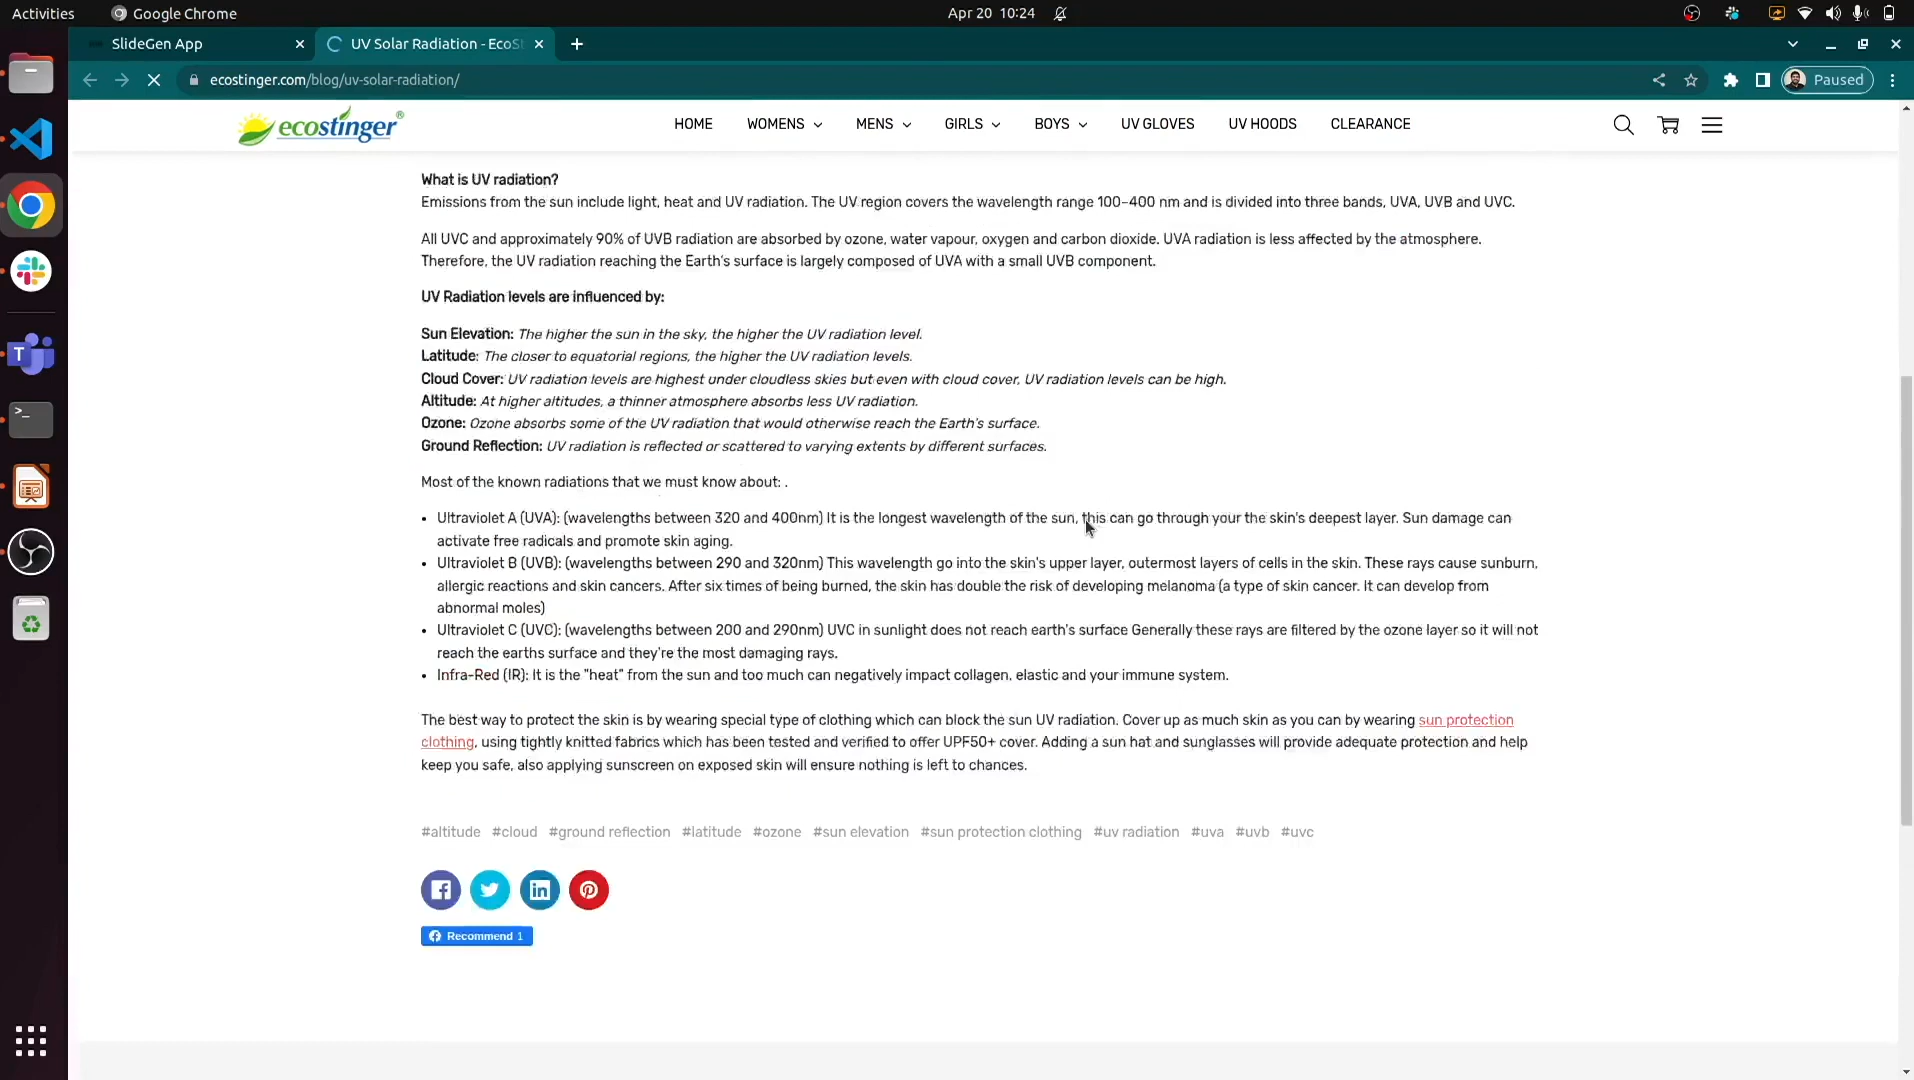 Activities
Google Chrome
Apr 20 10:24
SlideGen App
UV Solar Radiation - EcoSt
ecostinger.com/blog/uv-solar-radiation/
Paused
ecostinger®
HOME
WOMENS
MENS
GIRLS
BOYS
UV GLOVES
UV HOODS
CLEARANCE
What is UV radiation?
Emissions from the sun include light, heat and UV radiation. The UV region covers the wavelength range 100–400 nm and is divided into three bands, UVA, UVB and UVC.
All UVC and approximately 90% of UVB radiation are absorbed by ozone, water vapour, oxygen and carbon dioxide. UVA radiation is less affected by the atmosphere.
Therefore, the UV radiation reaching the Earth's surface is largely composed of UVA with a small UVB component.
UV Radiation levels are influenced by:
Sun Elevation: The higher the sun in the sky, the higher the UV radiation level.
Latitude: The closer to equatorial regions, the higher the UV radiation levels.
Cloud Cover: UV radiation levels are highest under cloudless skies but even with cloud cover, UV radiation levels can be high.
Altitude: At higher altitudes, a thinner atmosphere absorbs less UV radiation.
Ozone: Ozone absorbs some of the UV radiation that would otherwise reach the Earth's surface.
Ground Reflection: UV radiation is reflected or scattered to varying extents by different surfaces.
Most of the known radiations that we must know about: .
• Ultraviolet A (UVA): (wavelengths between 320 and 400nm) It is the longest wavelength of the sun, this can go through your the skin's deepest layer. Sun damage can
activate free radicals and promote skin aging.
• Ultraviolet B (UVB): (wavelengths between 290 and 320nm) This wavelength go into the skin's upper layer, outermost layers of cells in the skin. These rays cause sunburn,
allergic reactions and skin cancers. After six times of being burned, the skin has double the risk of developing melanoma (a type of skin cancer. It can develop from
abnormal moles)
• Ultraviolet C (UVC): (wavelengths between 200 and 290nm) UVC in sunlight does not reach earth's surface Generally these rays are filtered by the ozone layer so it will not
reach the earths surface and they're the most damaging rays.
• Infra-Red (IR): It is the "heat" from the sun and too much can negatively impact collagen, elastic and your immune system.
The best way to protect the skin is by wearing special type of clothing which can block the sun UV radiation. Cover up as much skin as you can by wearing sun protection
clothing, using tightly knitted fabrics which has been tested and verified to offer UPF50+ cover. Adding a sun hat and sunglasses will provide adequate protection and help
keep you safe, also applying sunscreen on exposed skin will ensure nothing is left to chances.
#altitude #cloud #ground reflection #latitude #ozone #sun elevation #sun protection clothing #uv radiation #uva #uvb #uvc
Recommend 1